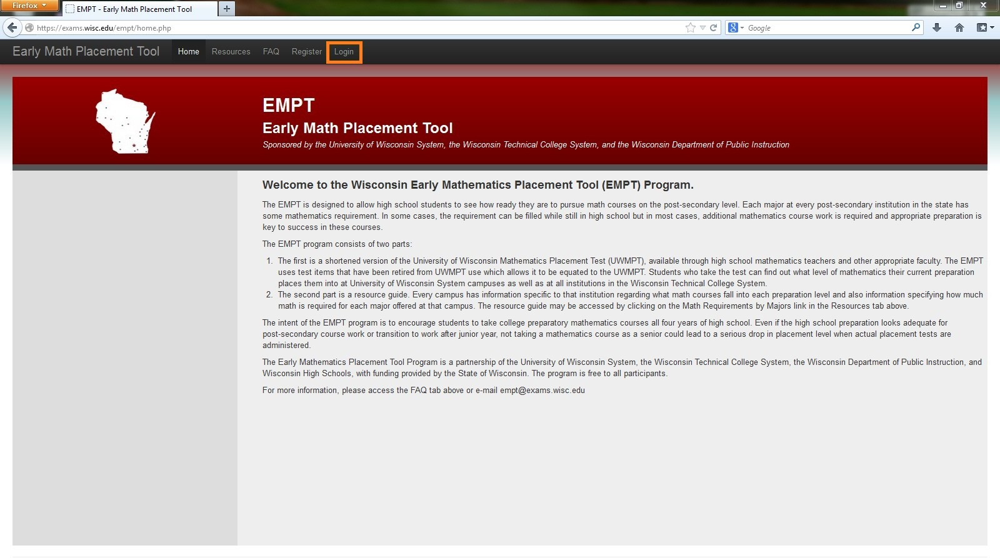 Firefox
EMPT - Early Math Placement Tool
https://exams.wisc.edu/empt/home.php
Google
Early Math Placement Tool Home Resources FAQ Register Login
EMPT
Early Math Placement Tool
Sponsored by the University of Wisconsin System, the Wisconsin Technical College System, and the Wisconsin Department of Public Instruction
Welcome to the Wisconsin Early Mathematics Placement Tool (EMPT) Program.
The EMPT is designed to allow high school students to see how ready they are to pursue math courses on the post-secondary level. Each major at every post-secondary institution in the state has
some mathematics requirement. In some cases, the requirement can be filled while still in high school but in most cases, additional mathematics course work is required and appropriate preparation is
key to success in these courses.
The EMPT program consists of two parts:
1. The first is a shortened version of the University of Wisconsin Mathematics Placement Test (UWMPT), available through high school mathematics teachers and other appropriate faculty. The EMPT
uses test items that have been retired from UWMPT use which allows it to be equated to the UWMPT. Students who take the test can find out what level of mathematics their current preparation
places them into at University of Wisconsin System campuses as well as at all institutions in the Wisconsin Technical College System.
2. The second part is a resource guide. Every campus has information specific to that institution regarding what math courses fall into each preparation level and also information specifying how much
math is required for each major offered at that campus. The resource guide may be accessed by clicking on the Math Requirements by Majors link in the Resources tab above.
The intent of the EMPT program is to encourage students to take college preparatory mathematics courses all four years of high school. Even if the high school preparation looks adequate for
post-secondary course work or transition to work after junior year, not taking a mathematics course as a senior could lead to a serious drop in placement level when actual placement tests are
administered.
The Early Mathematics Placement Tool Program is a partnership of the University of Wisconsin System, the Wisconsin Technical College System, the Wisconsin Department of Public Instruction, and
Wisconsin High Schools, with funding provided by the State of Wisconsin. The program is free to all participants.
For more information, please access the FAQ tab above or e-mail empt@exams.wisc.edu